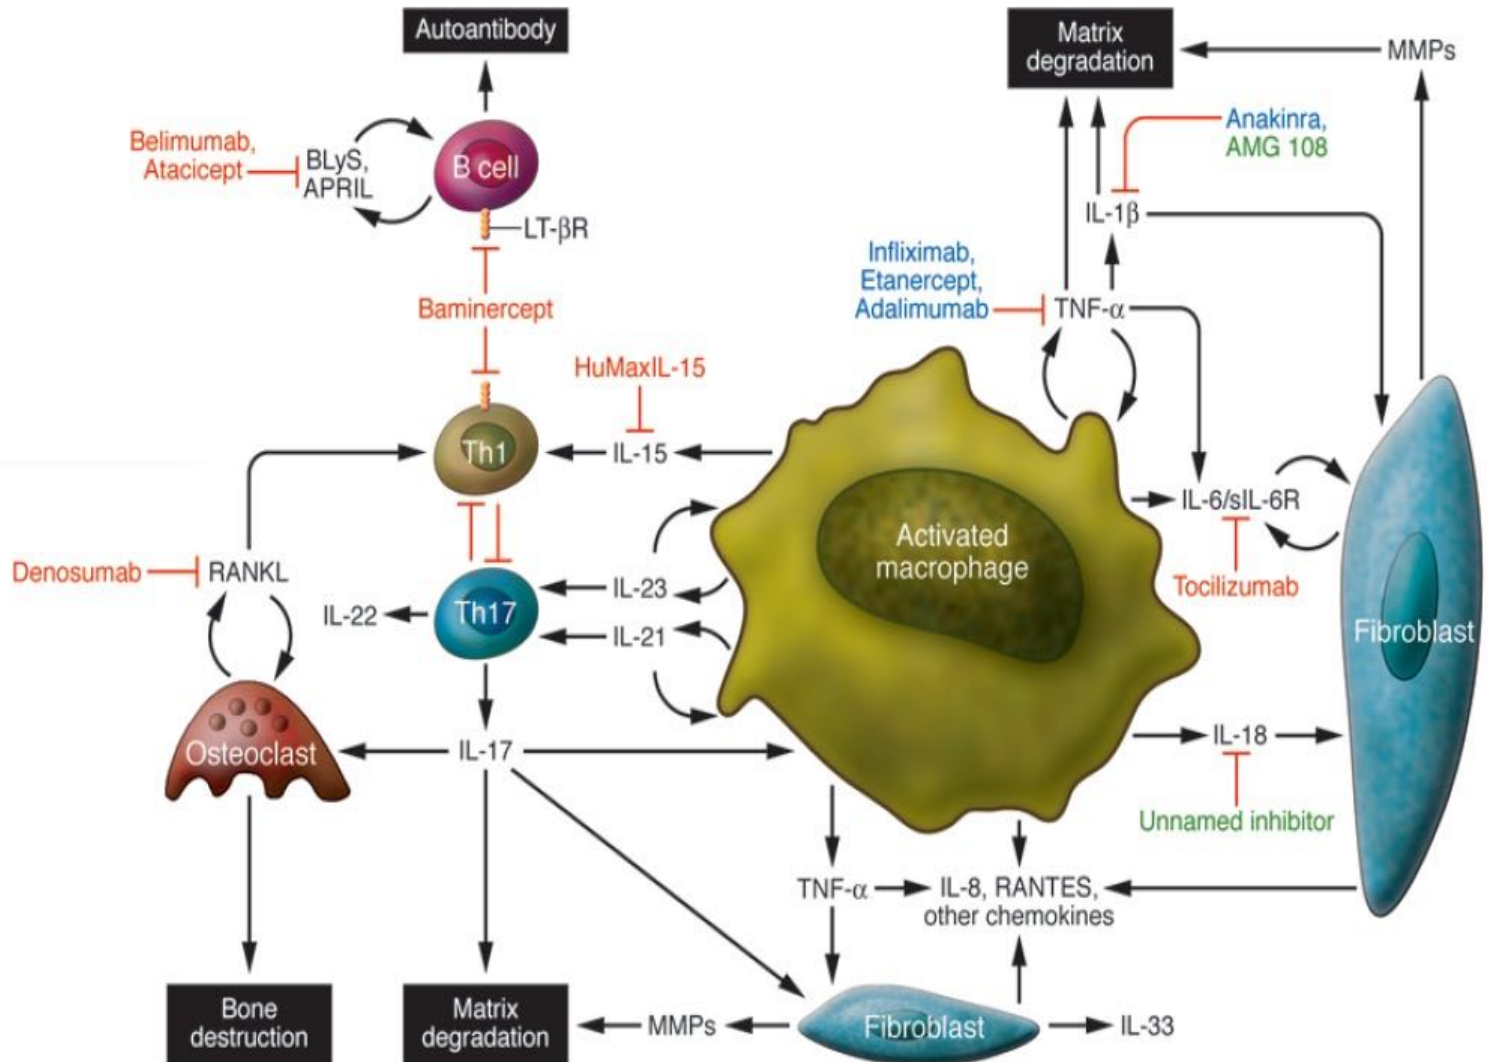 Autoantibody
Matrix
degradation
MMPs
Belimumab,
Atacicept
BLyS,
APRIL
B cell
LT-βR
Anakinra,
AMG 108
IL-1β
Infliximab,
Etanercept,
Adalimumab
TNF-α
Baminercept
HuMaxIL-15
Th1
IL-15
IL-6/sIL-6R
Activated
macrophage
Denosumab
RANKL
IL-23
Tocilizumab
IL-22
Th17
IL-21
Fibroblast
Osteoclast
IL-17
IL-18
Unnamed inhibitor
TNF-α
IL-8, RANTES,
other chemokines
Bone
destruction
Matrix
degradation
MMPs
Fibroblast
IL-33